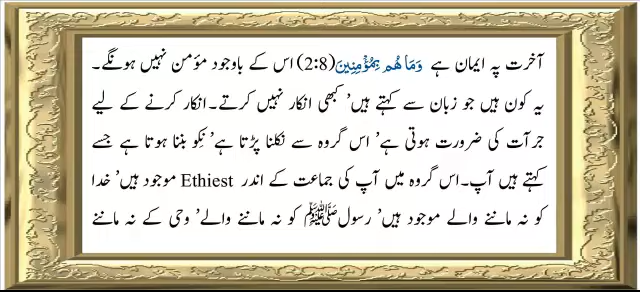 آخرت پہ ایمان ہے وَمَا هُم بِمُؤْمِنِينَ(2:8) اس کے باوجود مؤمن نہیں ہونگے۔
یہ کون ہیں جو زبان سے کہتے ہیں’ کبھی انکار نہیں کرتے۔انکار کرنے کے لیے
جرآت کی ضرورت ہوتی ہے’ اس گروہ سے نکلنا پڑتا ہے’ نِکو بننا ہوتا ہے جسے
کہتے ہیں آپ۔اس گروہ میں آپ کی جماعت کے اندر Ethiest موجود ہیں’ خدا
کو نہ ماننے والے موجود ہیں’ رسولﷺ کو نہ ماننے والے’ وحی کے نہ ماننے